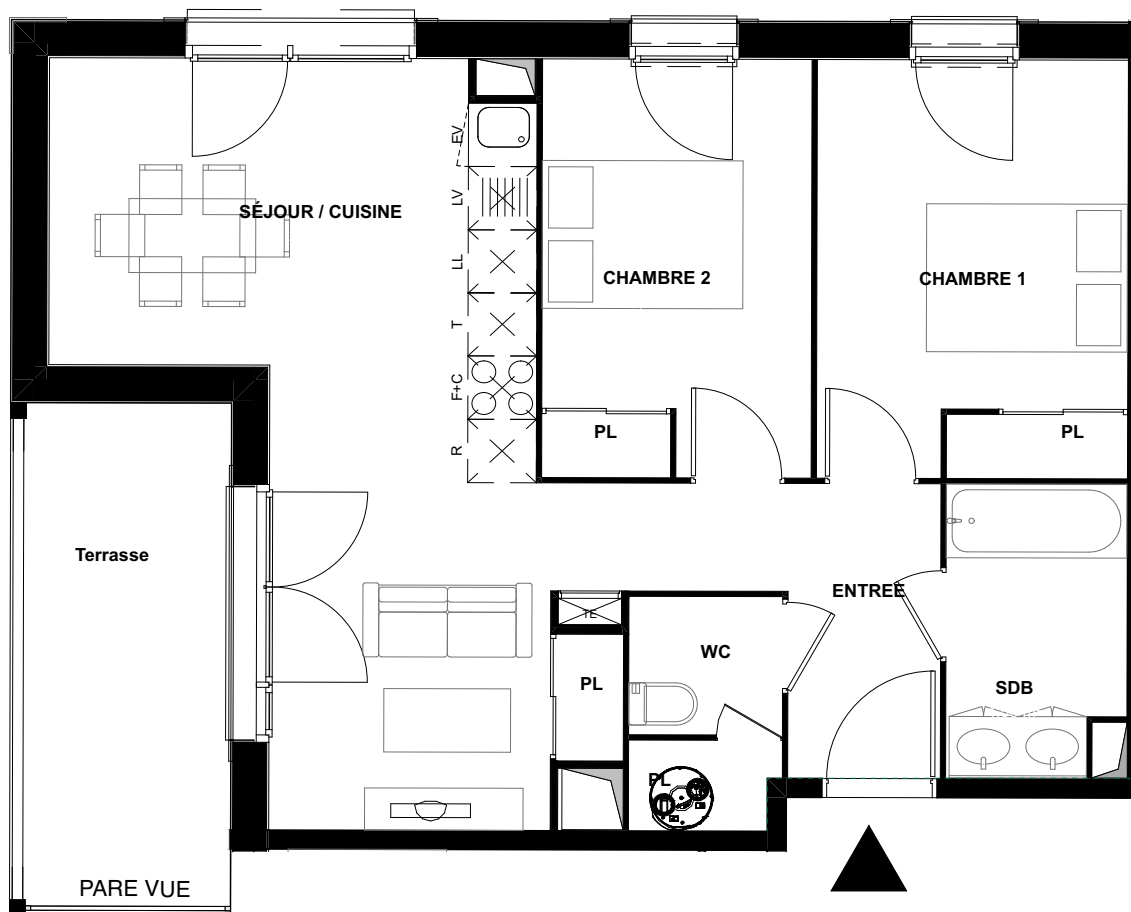 EV
LV
SÉJOUR / CUISINE
LL
CHAMBRE 2
CHAMBRE 1
T
F+C
PL
PL
R
Terrasse
ENTREE
TE
WC
PL
SDB
PL
PARE VUE